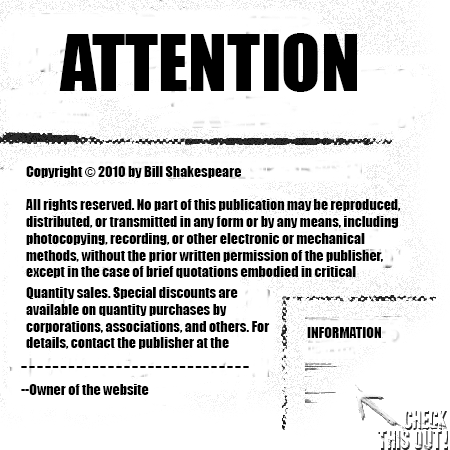 ATTENTION
Copyright © 2010 by Bill Shakespeare
All rights reserved. No part of this publication may be reproduced,
distributed, or transmitted in any form or by any means, including
photocopying, recording, or other electronic or mechanical
methods, without the prior written permission of the publisher,
except in the case of brief quotations embodied in critical
Quantity sales. Special discounts are
available on quantity purchases by
corporations, associations, and others. For
details, contact the publisher at the
--Owner of the website
INFORMATION
CHECK
THIS OUT!